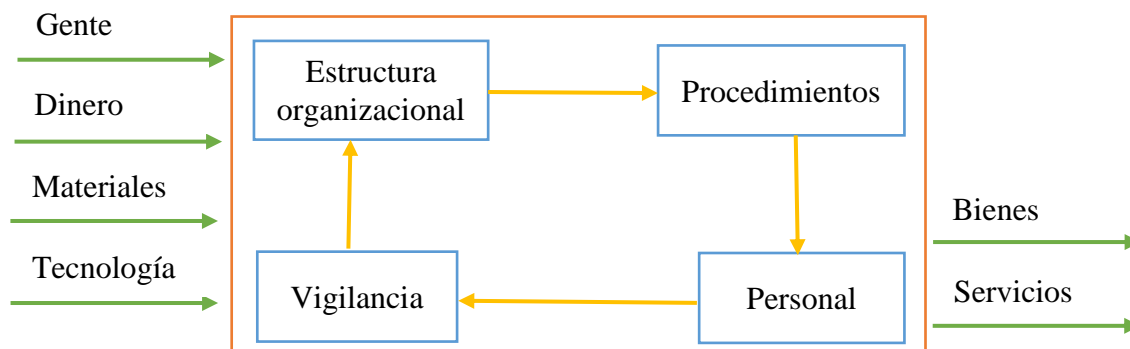 Gente
Dinero
Materiales
Tecnología
Estructura
organizacional
Procedimientos
Vigilancia
Personal
Bienes
Servicios